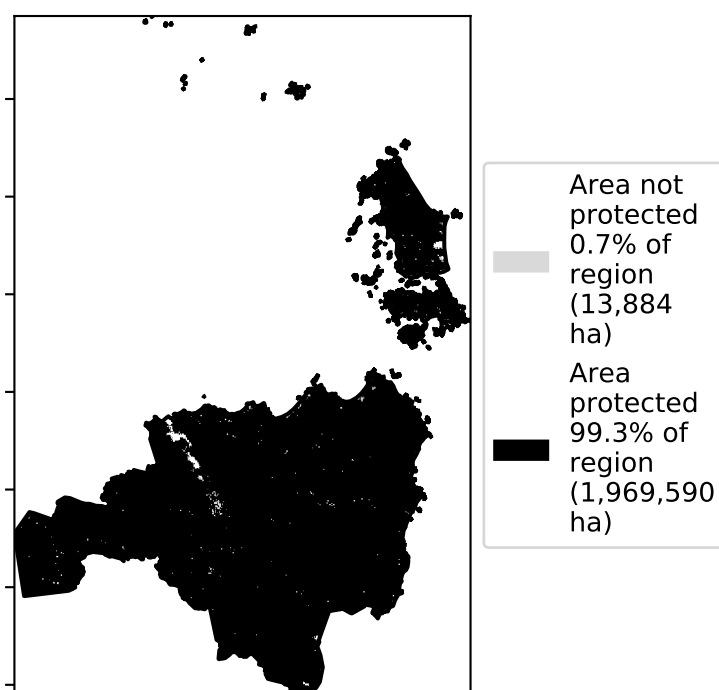 Area not
protected
0.7% of
region
(13,884
ha)
Area
protected
99.3% of
region
(1,969,590
ha)